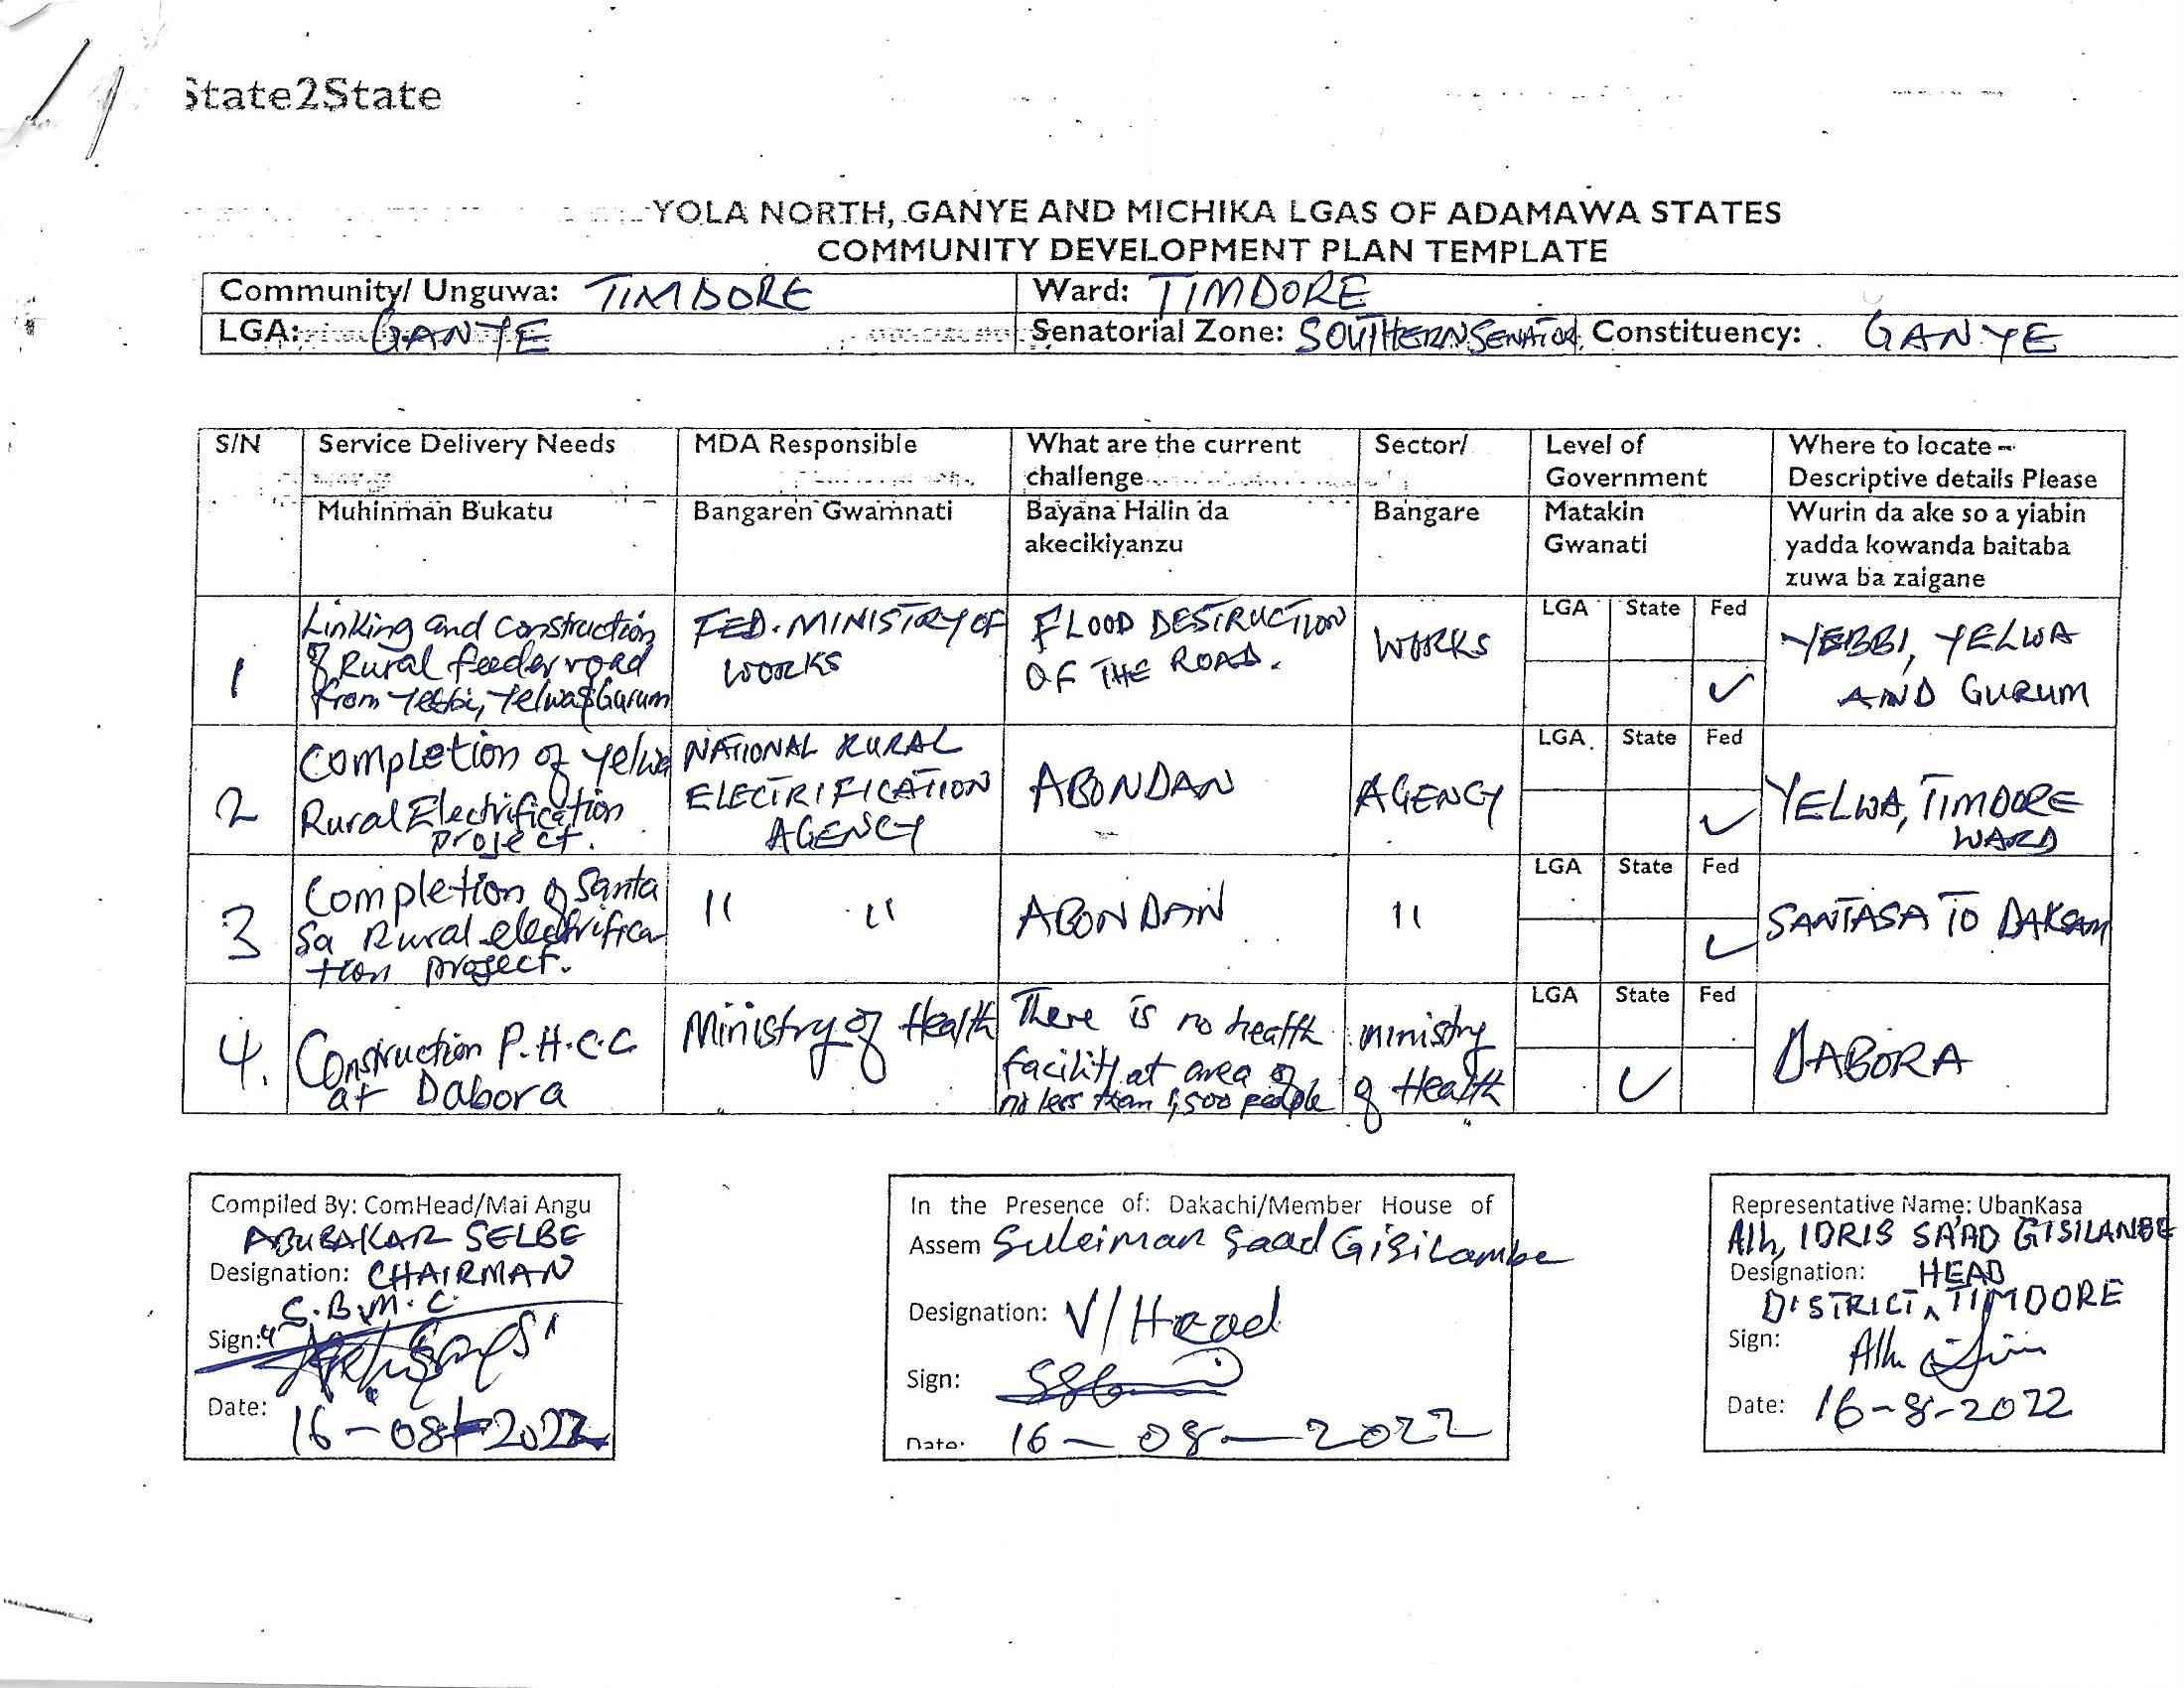 State2State
YOLA NORTH, GANYE AND MICHIKA LGAS OF ADAMAWA STATES
COMMUNITY DEVELOPMENT PLAN TEMPLATE
Community/ Unguwa: TIMDORE Ward: TIMDORE
LGA: GANYE Senatorial Zone: SOUTHERN SENATOR. Constituency: GANYE
S/N Service Delivery Needs MDA Responsible What are the current Sector/ Level of Where to locate –
challenge Government Descriptive details Please
Muhinman Bukatu Bangaren Gwamnati Bayana Halin da Bangare Matakin Wurin da ake so a yiabin
akecikiyanzu Gwanati yadda kowanda baitaba
zuwa ba zaigane
1
Linking and construction
of Rural feeder road
from Yebbi, Yelwa & Gurum
FED. MINISTRY OF
WORKS
FLOOD DESTRUCTION
OF THE ROAD.
WORKS
LGA State Fed
✓
YEBBI, YELWA
AND GURUM
2
Completion of Yelwa
Rural Electrification
Project.
NATIONAL RURAL
ELECTRIFICATION
AGENCY
ABONDAN
AGENCY
LGA State Fed
✓
YELWA, TIMDORE
WARD
3
Completion of Santa
Sa Rural electrifica-
tion project.
" "
ABONDAN
"
LGA State Fed
✓
SANTASA TO DAKSAM
4.
Construction P.H.C.C
at Dabora
Ministry of Health
There is no health
facility at area of
no less than 1,500 people
ministry
of Health
LGA State Fed
✓
DABORA
Compiled By: ComHead/Mai Angu
ABUBAKAR SELBE
Designation: CHAIRMAN
S.B.M.C.
Sign:
Date: 16-08-2022
In the Presence of: Dakachi/Member House of
Assem Suleiman Saad Gisilambe
Designation: V/Head
Sign:
Date: 16-08-2022
Representative Name: UbanKasa
Alh, IDRIS SA'AD GISILANBE
Designation: HEAD
DISTRICT ^ TIMDORE
Sign: Alh
Date: 16-8-2022